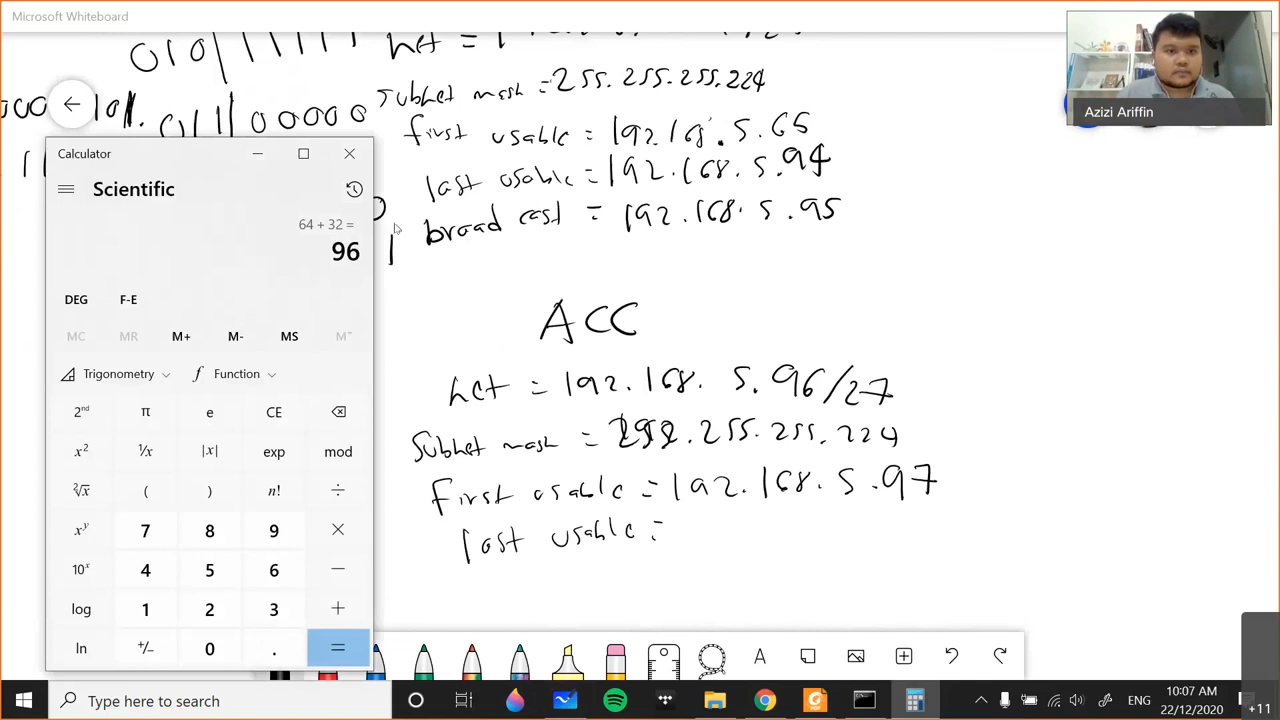 Microsoft Whiteboard
Azizi Ariffin
net =
subnet mask = 255.255.255.224
first usable = 192.168.5.65
last usable = 192.168.5.94
broad cast = 192.168.5.95
ACC
net = 192.168.5.96/27
subnet mask = 255.255.255.224
first usable = 192.168.5.97
last usable =
Calculator
Scientific
64 + 32 =
96
DEG F-E
MC MR M+ M- MS M˅
Trigonometry Function
2nd π e CE
x² ¹/x |x| exp mod
²√x ( ) n! ÷
xʸ 7 8 9 ×
10ˣ 4 5 6 −
log 1 2 3 +
ln +/− 0 . =
Type here to search
ENG
10:07 AM
22/12/2020
+11